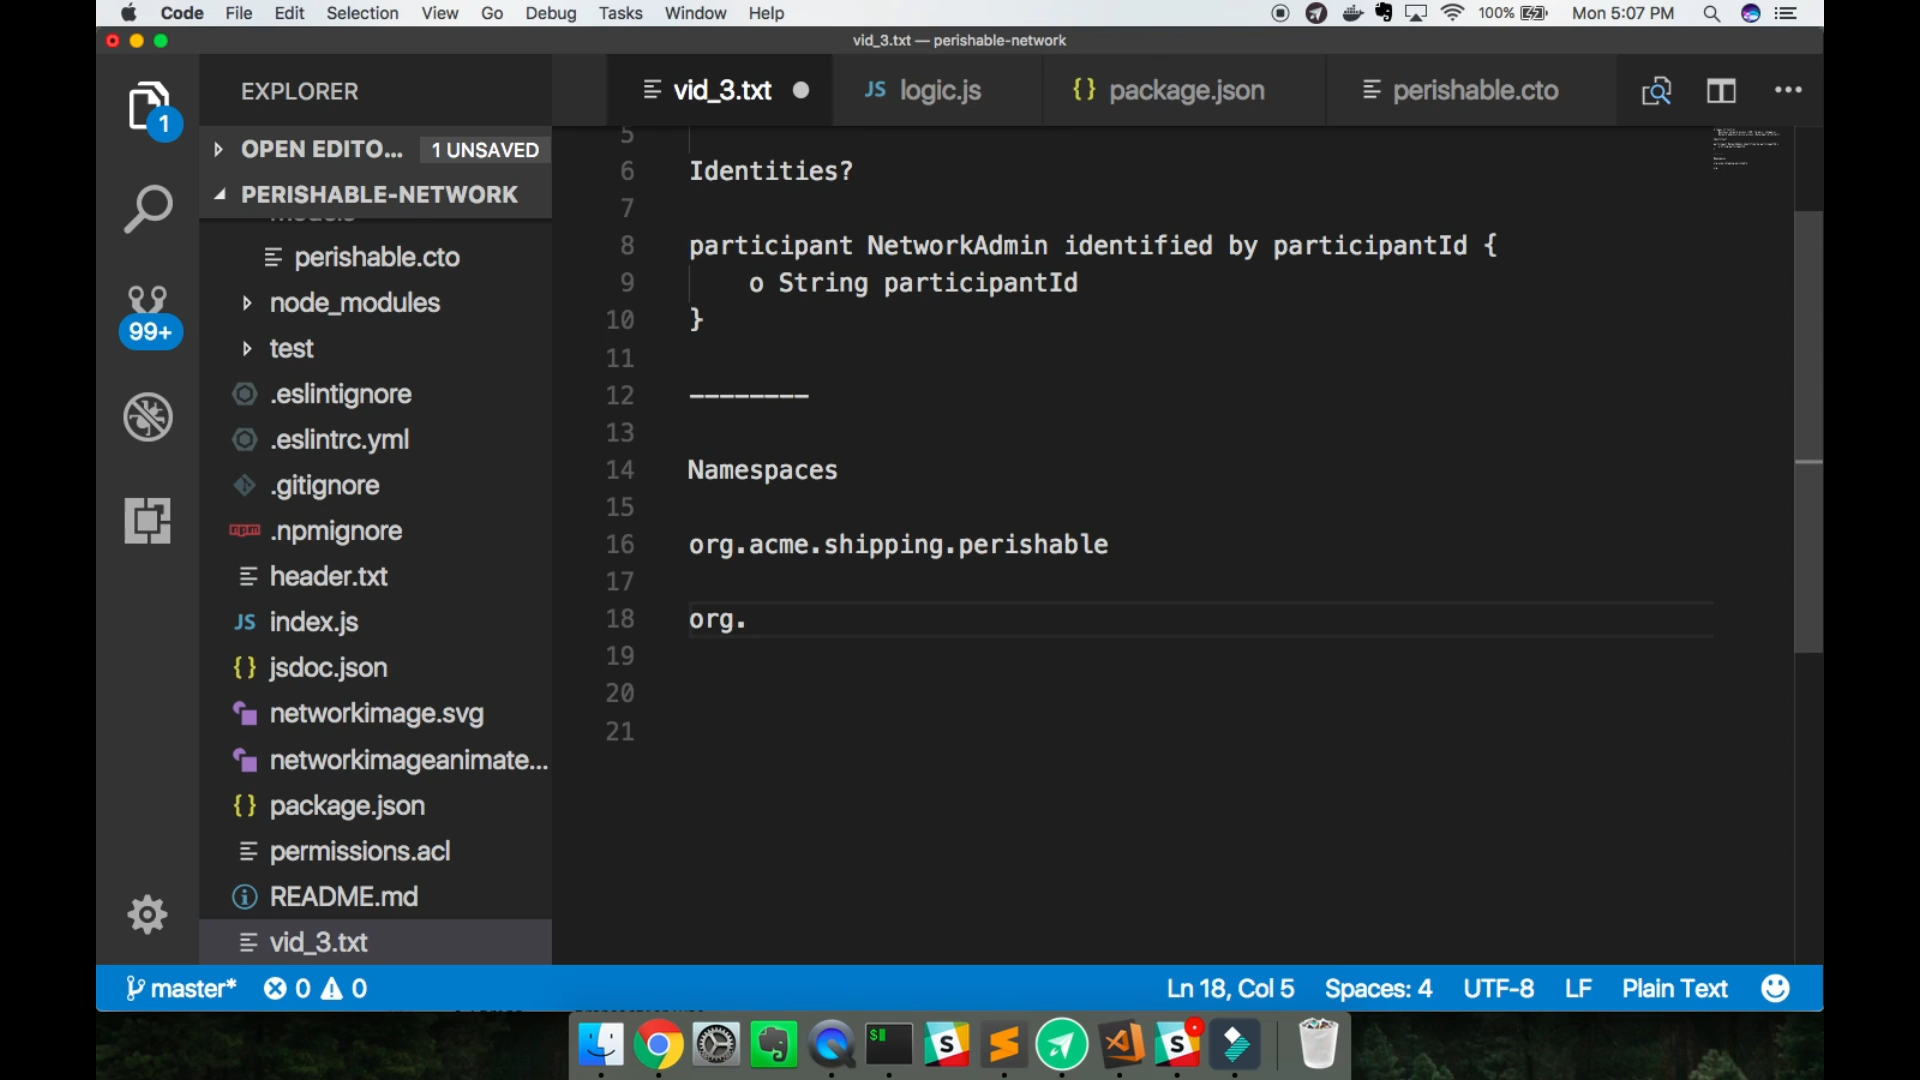 Code File Edit Selection View Go Debug Tasks Window Help 100% Mon 5:07 PM
vid_3.txt — perishable-network
EXPLORER
1
OPEN EDITO... 1 UNSAVED
PERISHABLE-NETWORK
models
perishable.cto
node_modules
99+
test
.eslintignore
.eslintrc.yml
.gitignore
npm .npmignore
header.txt
JS index.js
{} jsdoc.json
networkimage.svg
networkimageanimate...
{} package.json
permissions.acl
README.md
vid_3.txt
vid_3.txt JS logic.js {} package.json perishable.cto
5
6 Identities?
7
8 participant NetworkAdmin identified by participantId {
9 o String participantId
10 }
11
12 --------
13
14 Namespaces
15
16 org.acme.shipping.perishable
17
18 org.
19
20
21
master* 0 0 Ln 18, Col 5 Spaces: 4 UTF-8 LF Plain Text
$ S S